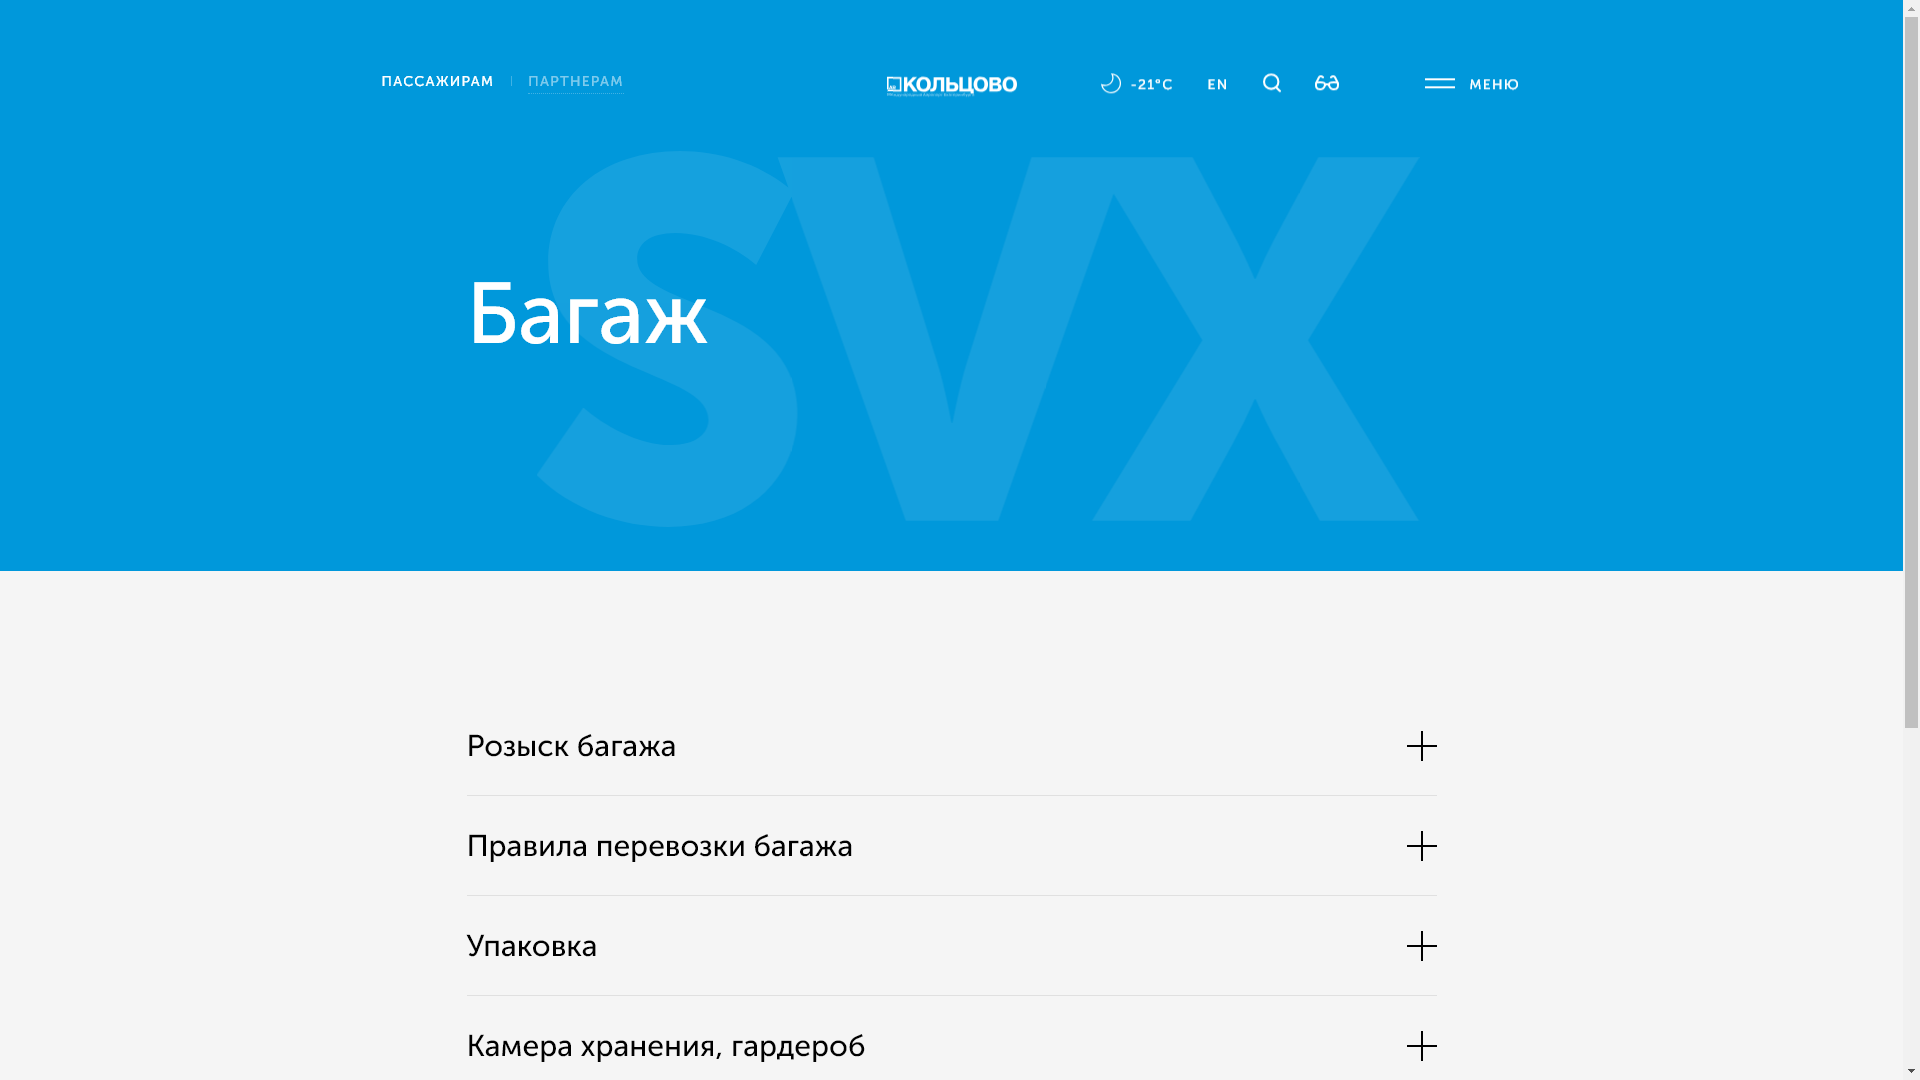 ПАССАЖИРАМ ПАРТНЕРАМ КОЛЬЦОВО -21°C EN МЕНЮ
SVX
Багаж
Розыск багажа
Правила перевозки багажа
Упаковка
Камера хранения, гардероб